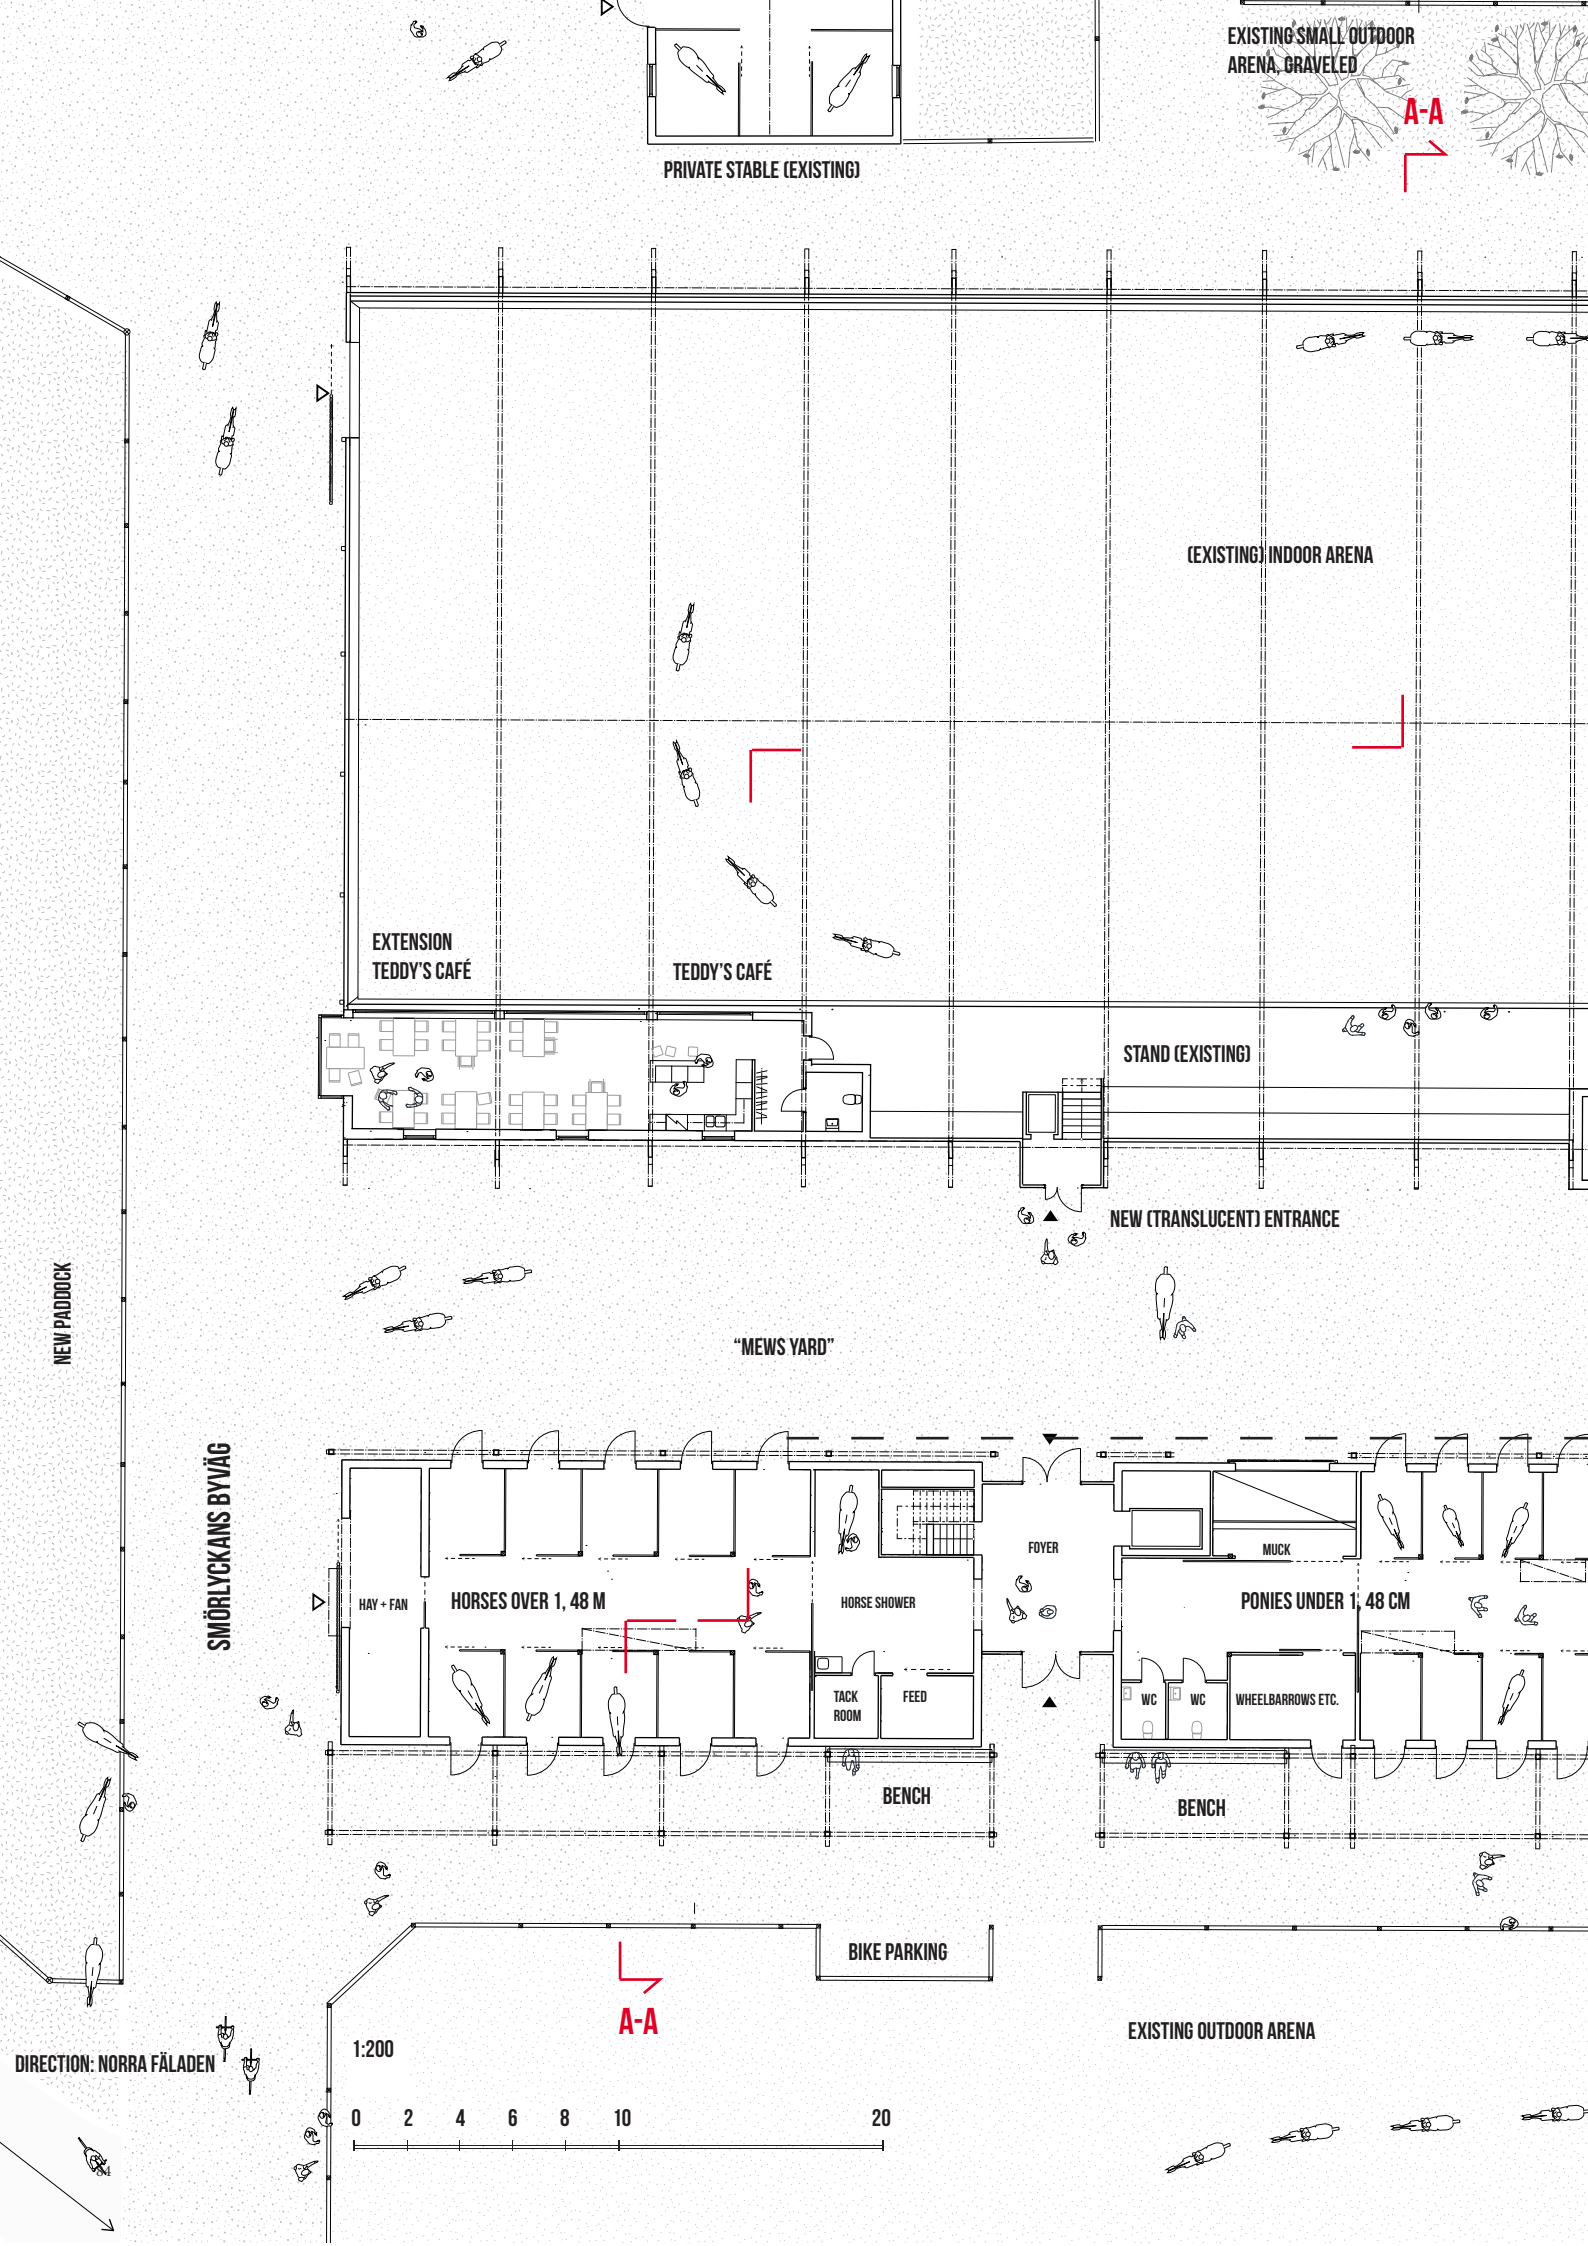 EXISTING SMALL OUTDOOR
ARENA, GRAVELED
A-A
PRIVATE STABLE (EXISTING)
(EXISTING) INDOOR ARENA
EXTENSION
TEDDY'S CAFÉ
TEDDY'S CAFÉ
STAND (EXISTING)
NEW (TRANSLUCENT) ENTRANCE
NEW PADDOCK
“MEWS YARD”
SMÖRLYCKANS BYVÄG
FOYER
MUCK
HAY + FAN
HORSES OVER 1, 48 M
HORSE SHOWER
PONIES UNDER 1, 48 CM
TACK
ROOM
FEED
WC
WC
WHEELBARROWS ETC.
BENCH
BENCH
BIKE PARKING
A-A
EXISTING OUTDOOR ARENA
1:200
DIRECTION: NORRA FÄLADEN
0 2 4 6 8 10 20